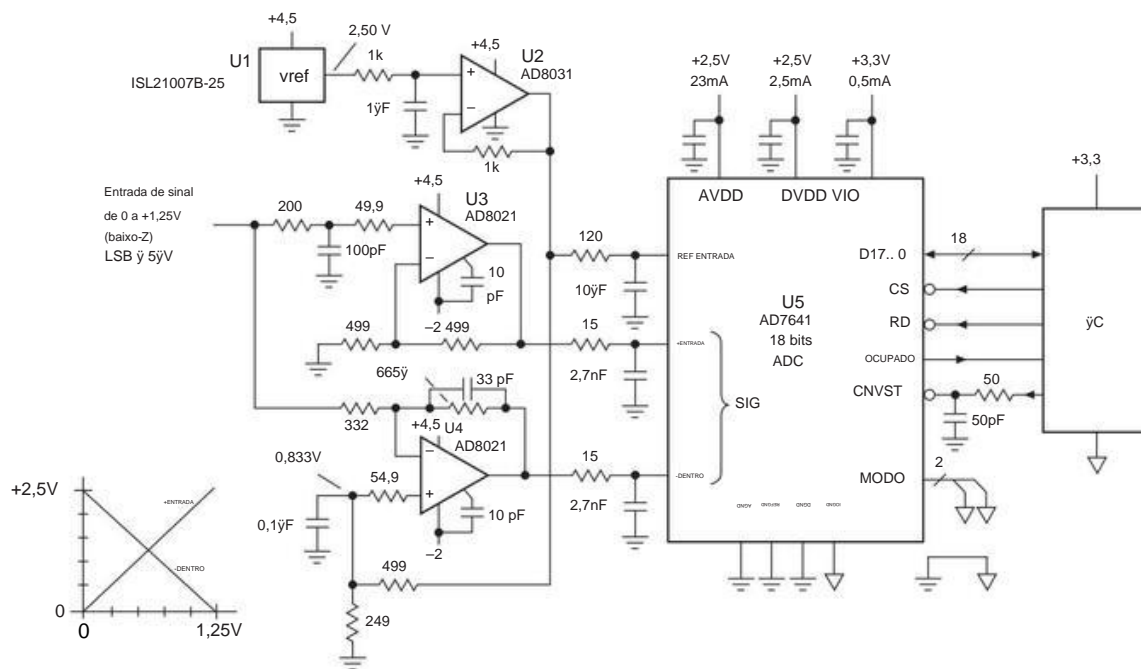 +4,5
2,50 V
U1
vref
ISL21007B-25
1k
1ÿF
+4,5
U2
AD8031
+
−
1k
+2,5V
23mA
+2,5V
2,5mA
+3,3V
0,5mA
AVDD
DVDD VIO
+3,3
Entrada de sinal
de 0 a +1,25V
(baixo-Z)
LSB ÿ 5ÿV
200
49,9
100pF
+4,5
U3
AD8021
+
−
10
pF
−2
499
499
120
REF ENTRADA
10ÿF
15
+ENTRADA
2,7nF
SIG
U5
AD7641
18 bits
ADC
D17.. 0
18
CS
RD
OCUPADO
CNVST
50
50pF
ÿC
MODO
2
665ÿ
33 pF
332
+4,5
U4
AD8021
−
+
0,833V
54,9
0,1ÿF
10 pF
−2
15
-DENTRO
2,7nF
499
249
AGND
REFGND
DGND
OGND
+2,5V
+ENTRADA
-DENTRO
0
0
1,25V